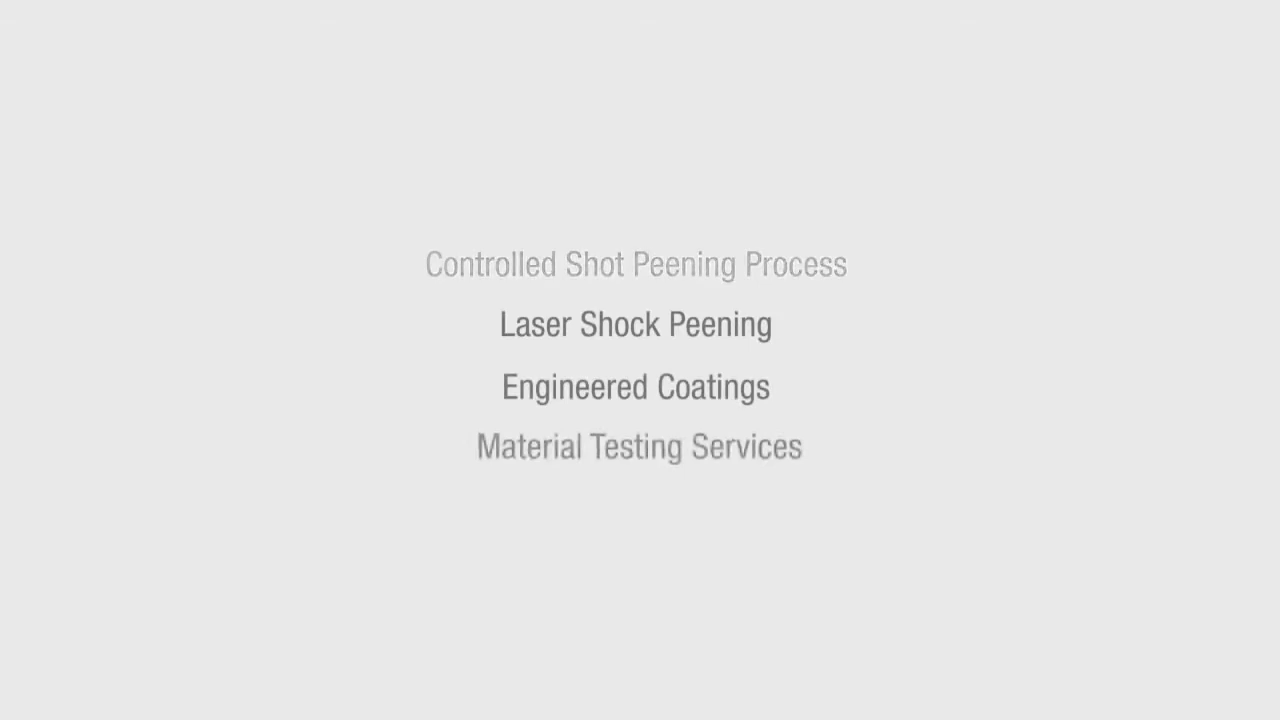 Controlled Shot Peening Process
Laser Shock Peening
Engineered Coatings
Material Testing Services